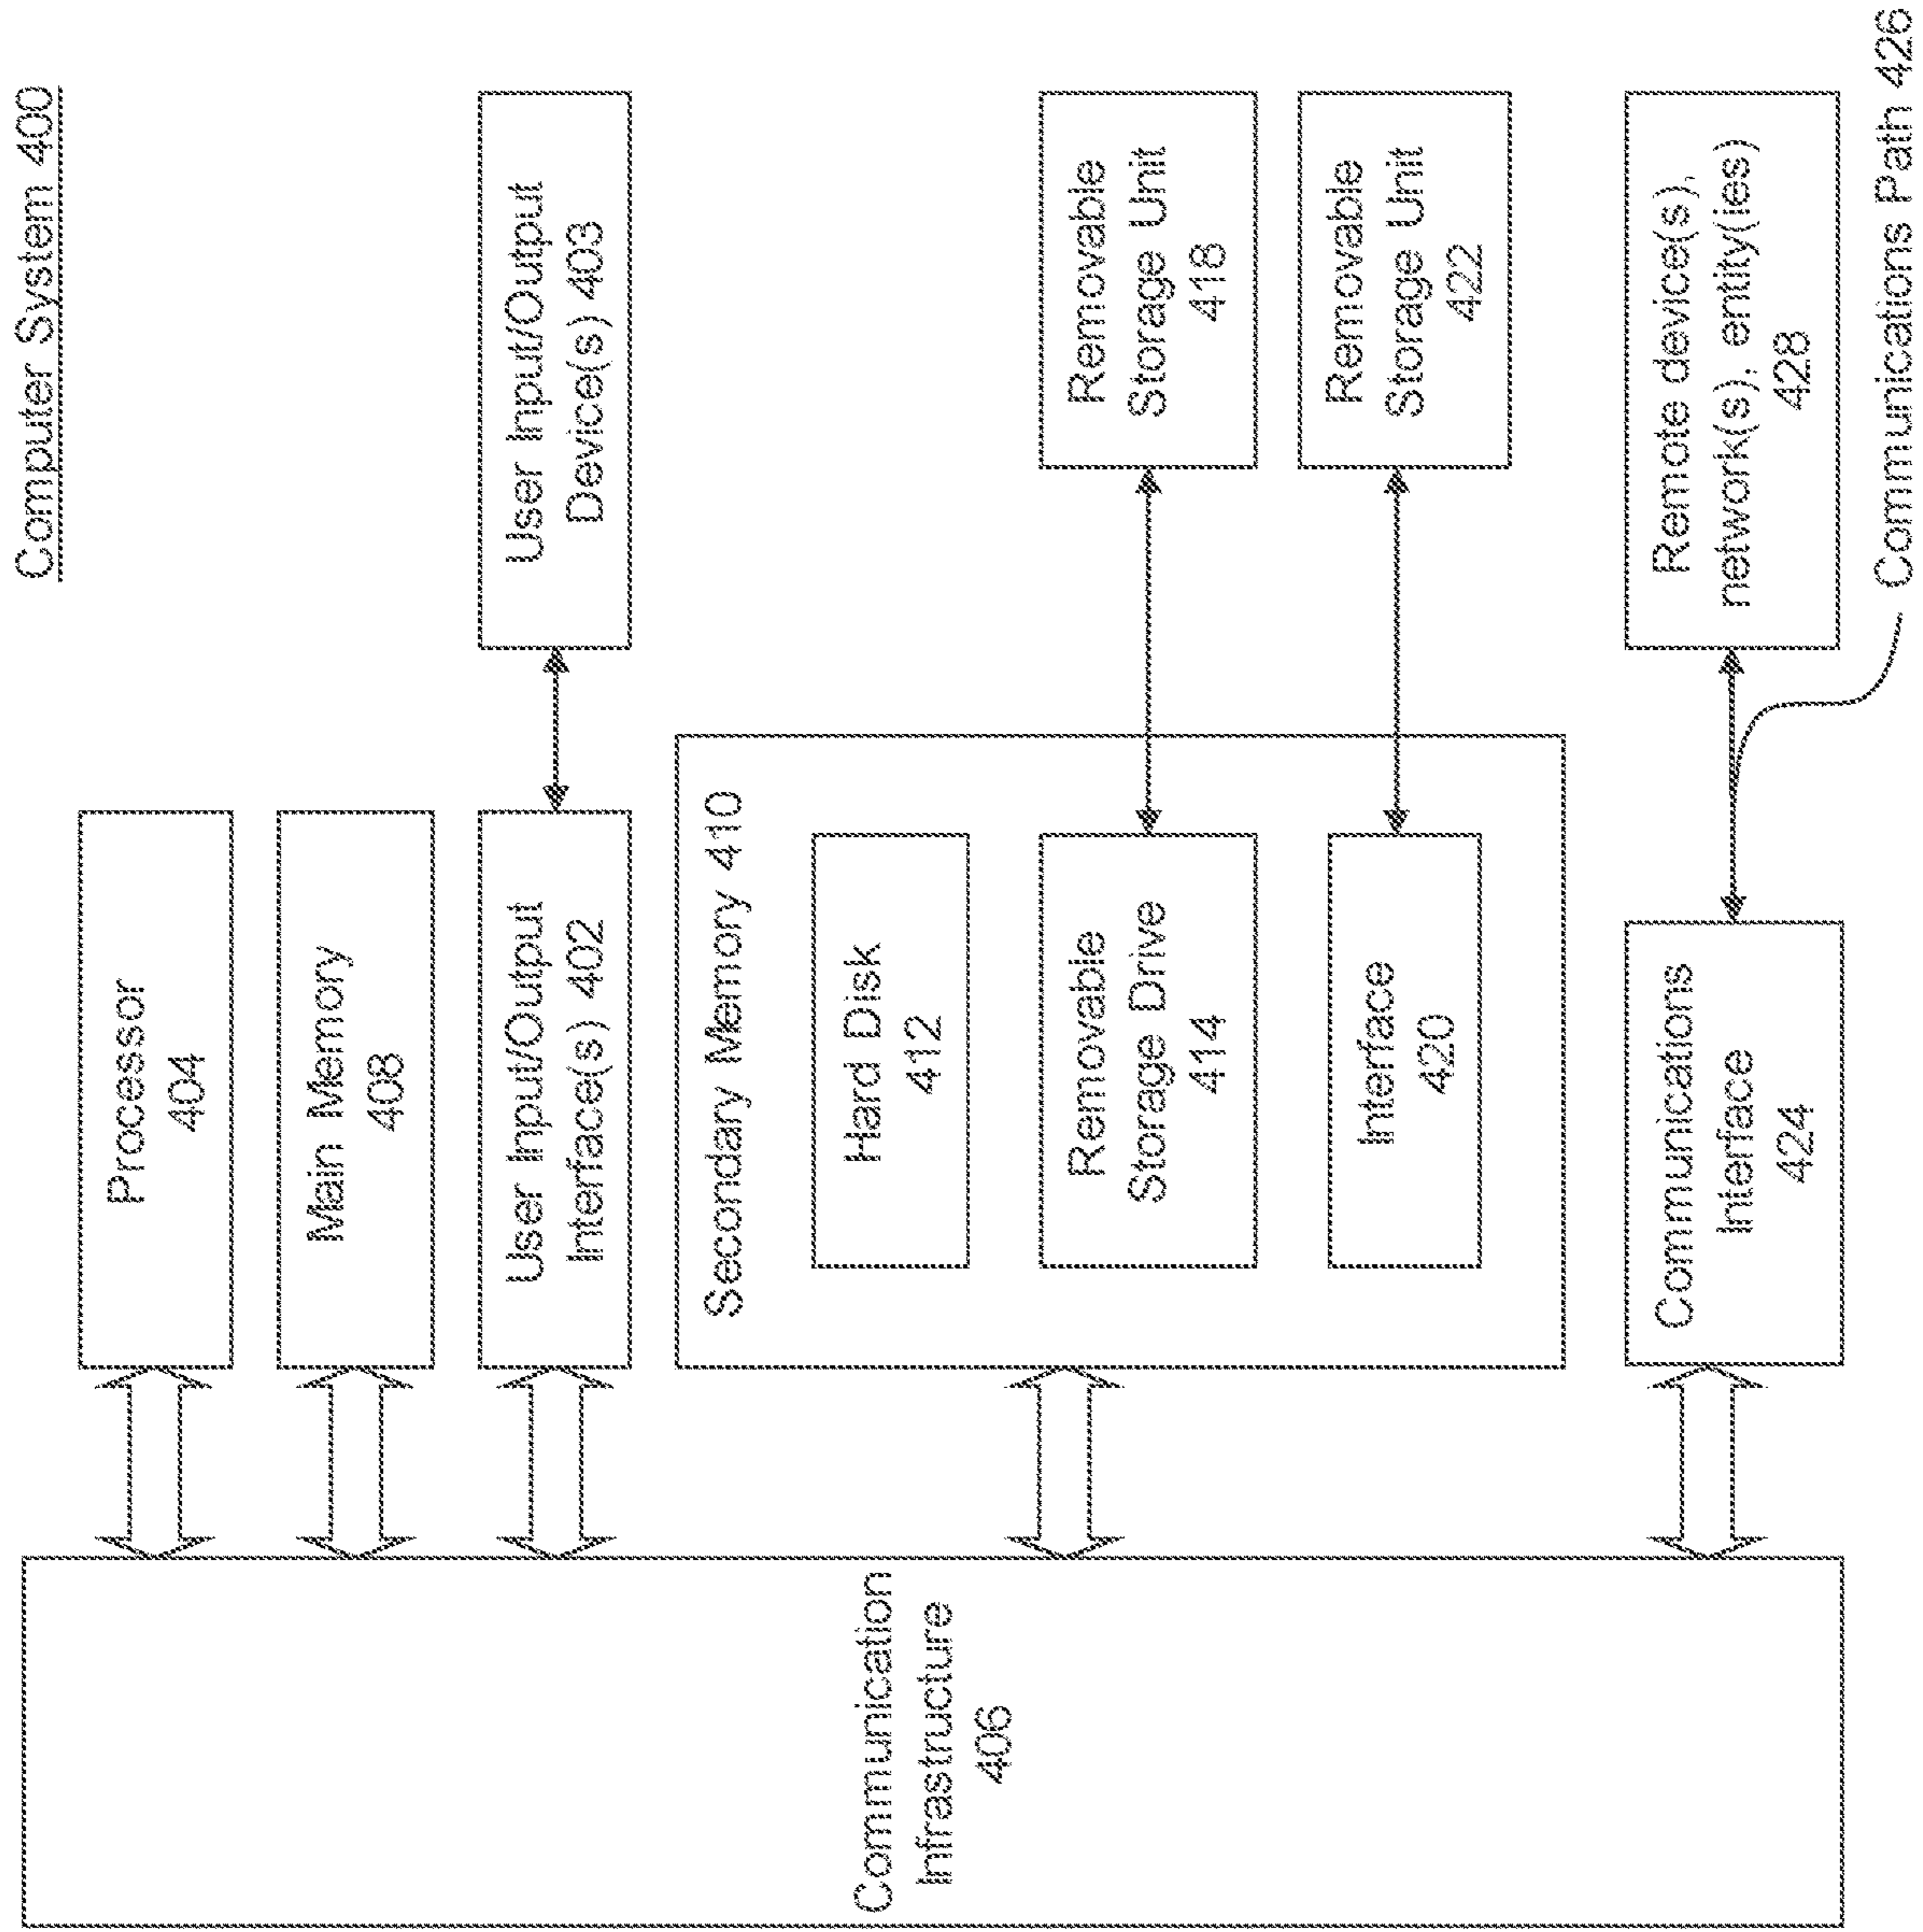 Computer System 400
Processor
404
Main Memory
408
User Input/Output
Interface(s) 402
User Input/Output
Device(s) 403
Secondary Memory 410
Hard Disk
412
Removable
Storage Drive
414
Removable
Storage Unit
418
Interface
420
Removable
Storage Unit
422
Communications
Interface
424
Remote device(s),
network(s), entity(ies)
428
Communications Path 426
Communication
Infrastructure
406